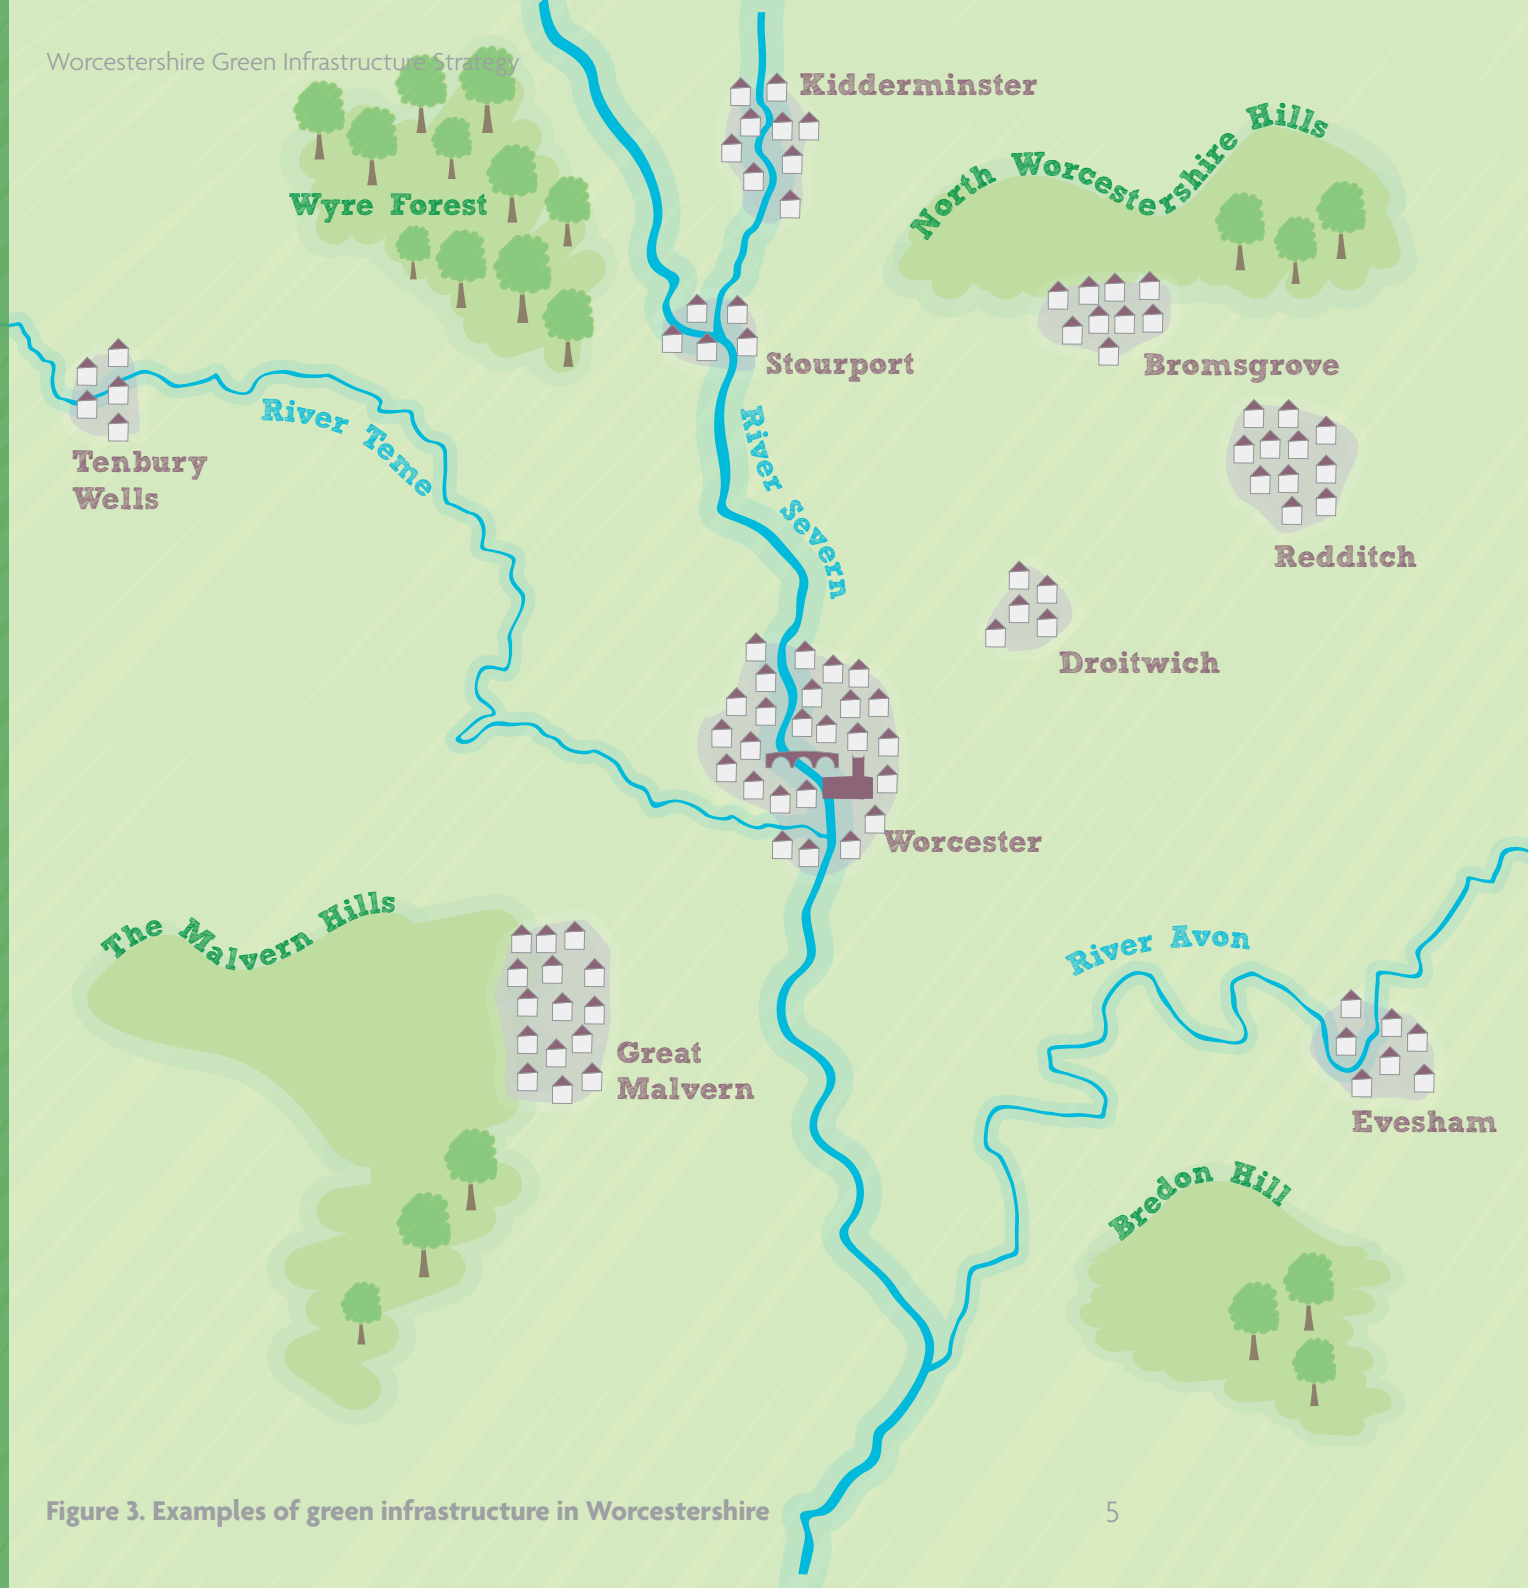 Worcestershire Green Infrastructure Strategy
Kidderminster
North Worcestershire Hills
Wyre Forest
Stourport
Bromsgrove
River Teme
River Severn
Tenbury
Wells
Redditch
Droitwich
Worcester
The Malvern Hills
River Avon
Great
Malvern
Evesham
Bredon Hill
Figure 3. Examples of green infrastructure in Worcestershire
5